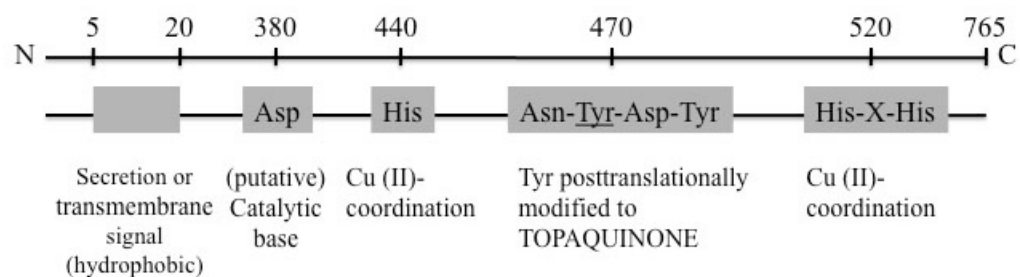 5 20 380 440 470 520 765
N C
Asp His Asn-Tyr-Asp-Tyr His-X-His
Secretion or
transmembrane
signal
(hydrophobic)
(putative)
Catalytic
base
Cu (II)-
coordination
Tyr posttranslationally
modified to
TOPAQUINONE
Cu (II)-
coordination